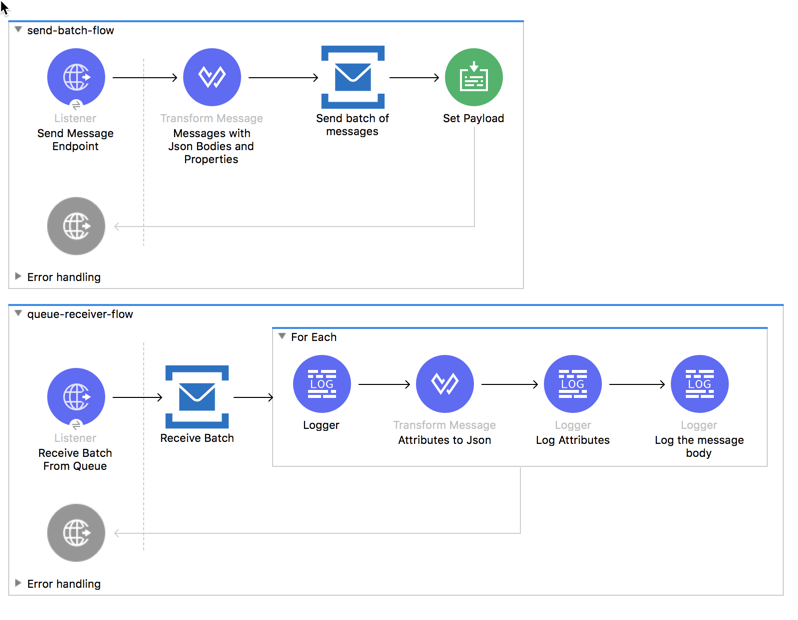 send-batch-flow
Listener
Send Message
Endpoint
Transform Message
Messages with
Json Bodies and
Properties
Send batch of
messages
Set Payload
Error handling
queue-receiver-flow
Listener
Receive Batch
From Queue
Receive Batch
For Each
LOG
Logger
Transform Message
Attributes to Json
LOG
Logger
Log Attributes
LOG
Logger
Log the message
body
Error handling